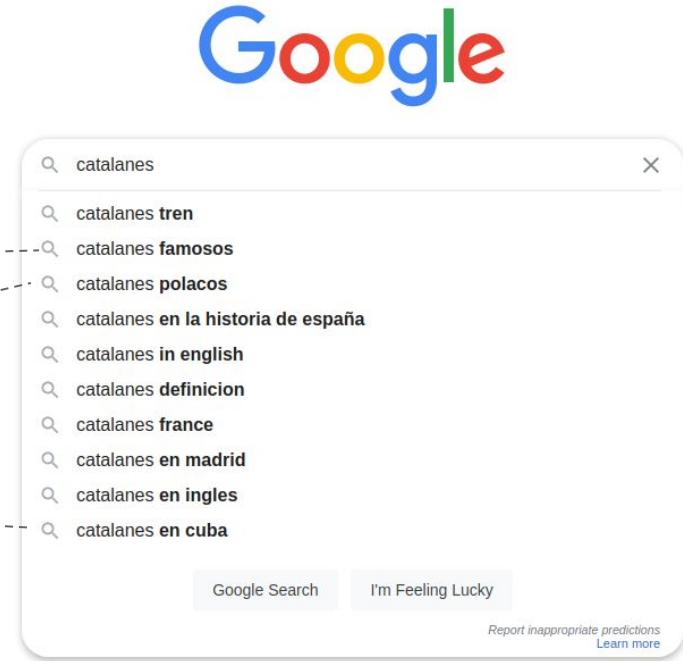 Google
catalanes
catalanes tren
catalanes famosos
catalanes polacos
catalanes en la historia de españa
catalanes in english
catalanes definicion
catalanes france
catalanes en madrid
catalanes en ingles
catalanes en cuba
Google Search I'm Feeling Lucky
Report inappropriate predictions
Learn more